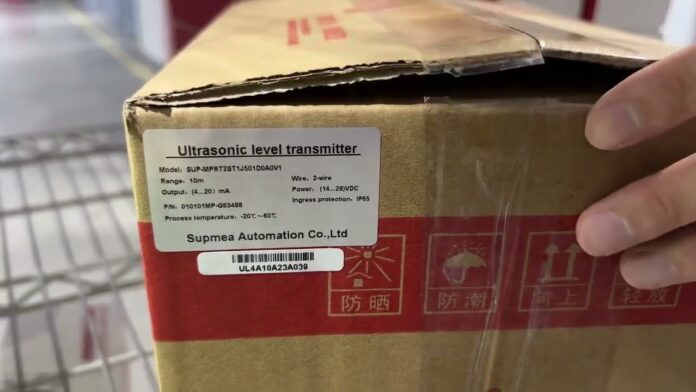 Ultrasonic level transmitter
Model: SUP-MPRT2ST1J501D0A0V1
Range: 10m
Wire: 2-wire
Output: (4...20) mA
Power: (14...28)VDC
P/N: 010101MP-G63488
Ingress protection: IP65
Process temperature: -20℃～60℃
Supmea Automation Co.,Ltd
UL4A10A23A039
防晒
防潮
向上
轻放